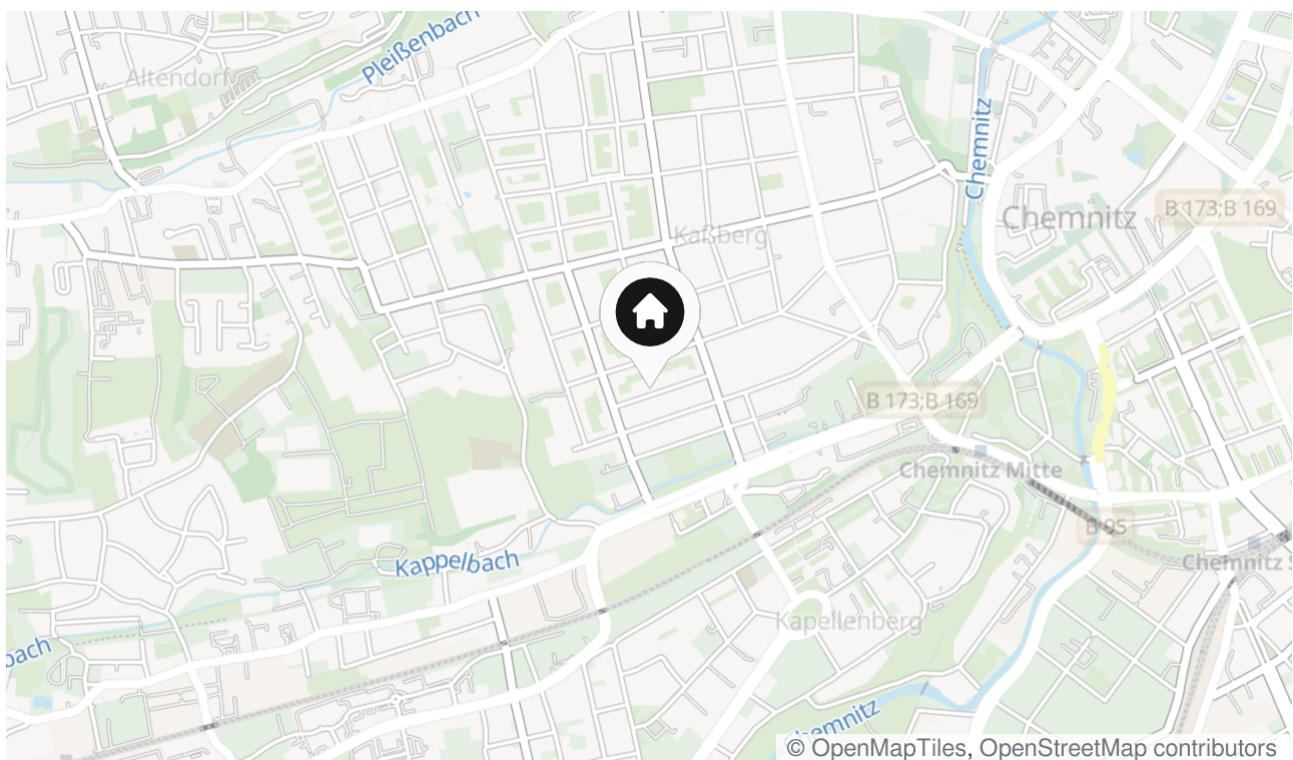 Pleißenbach
Altendorf
Chemnitz
Chemnitz
B 173;B 169
Kaßberg
B 173;B 169
Chemnitz Mitte
B 95
Kappelbach
Chemnitz S
Kapellenberg
bach
hemnitz
© OpenMapTiles, OpenStreetMap contributors